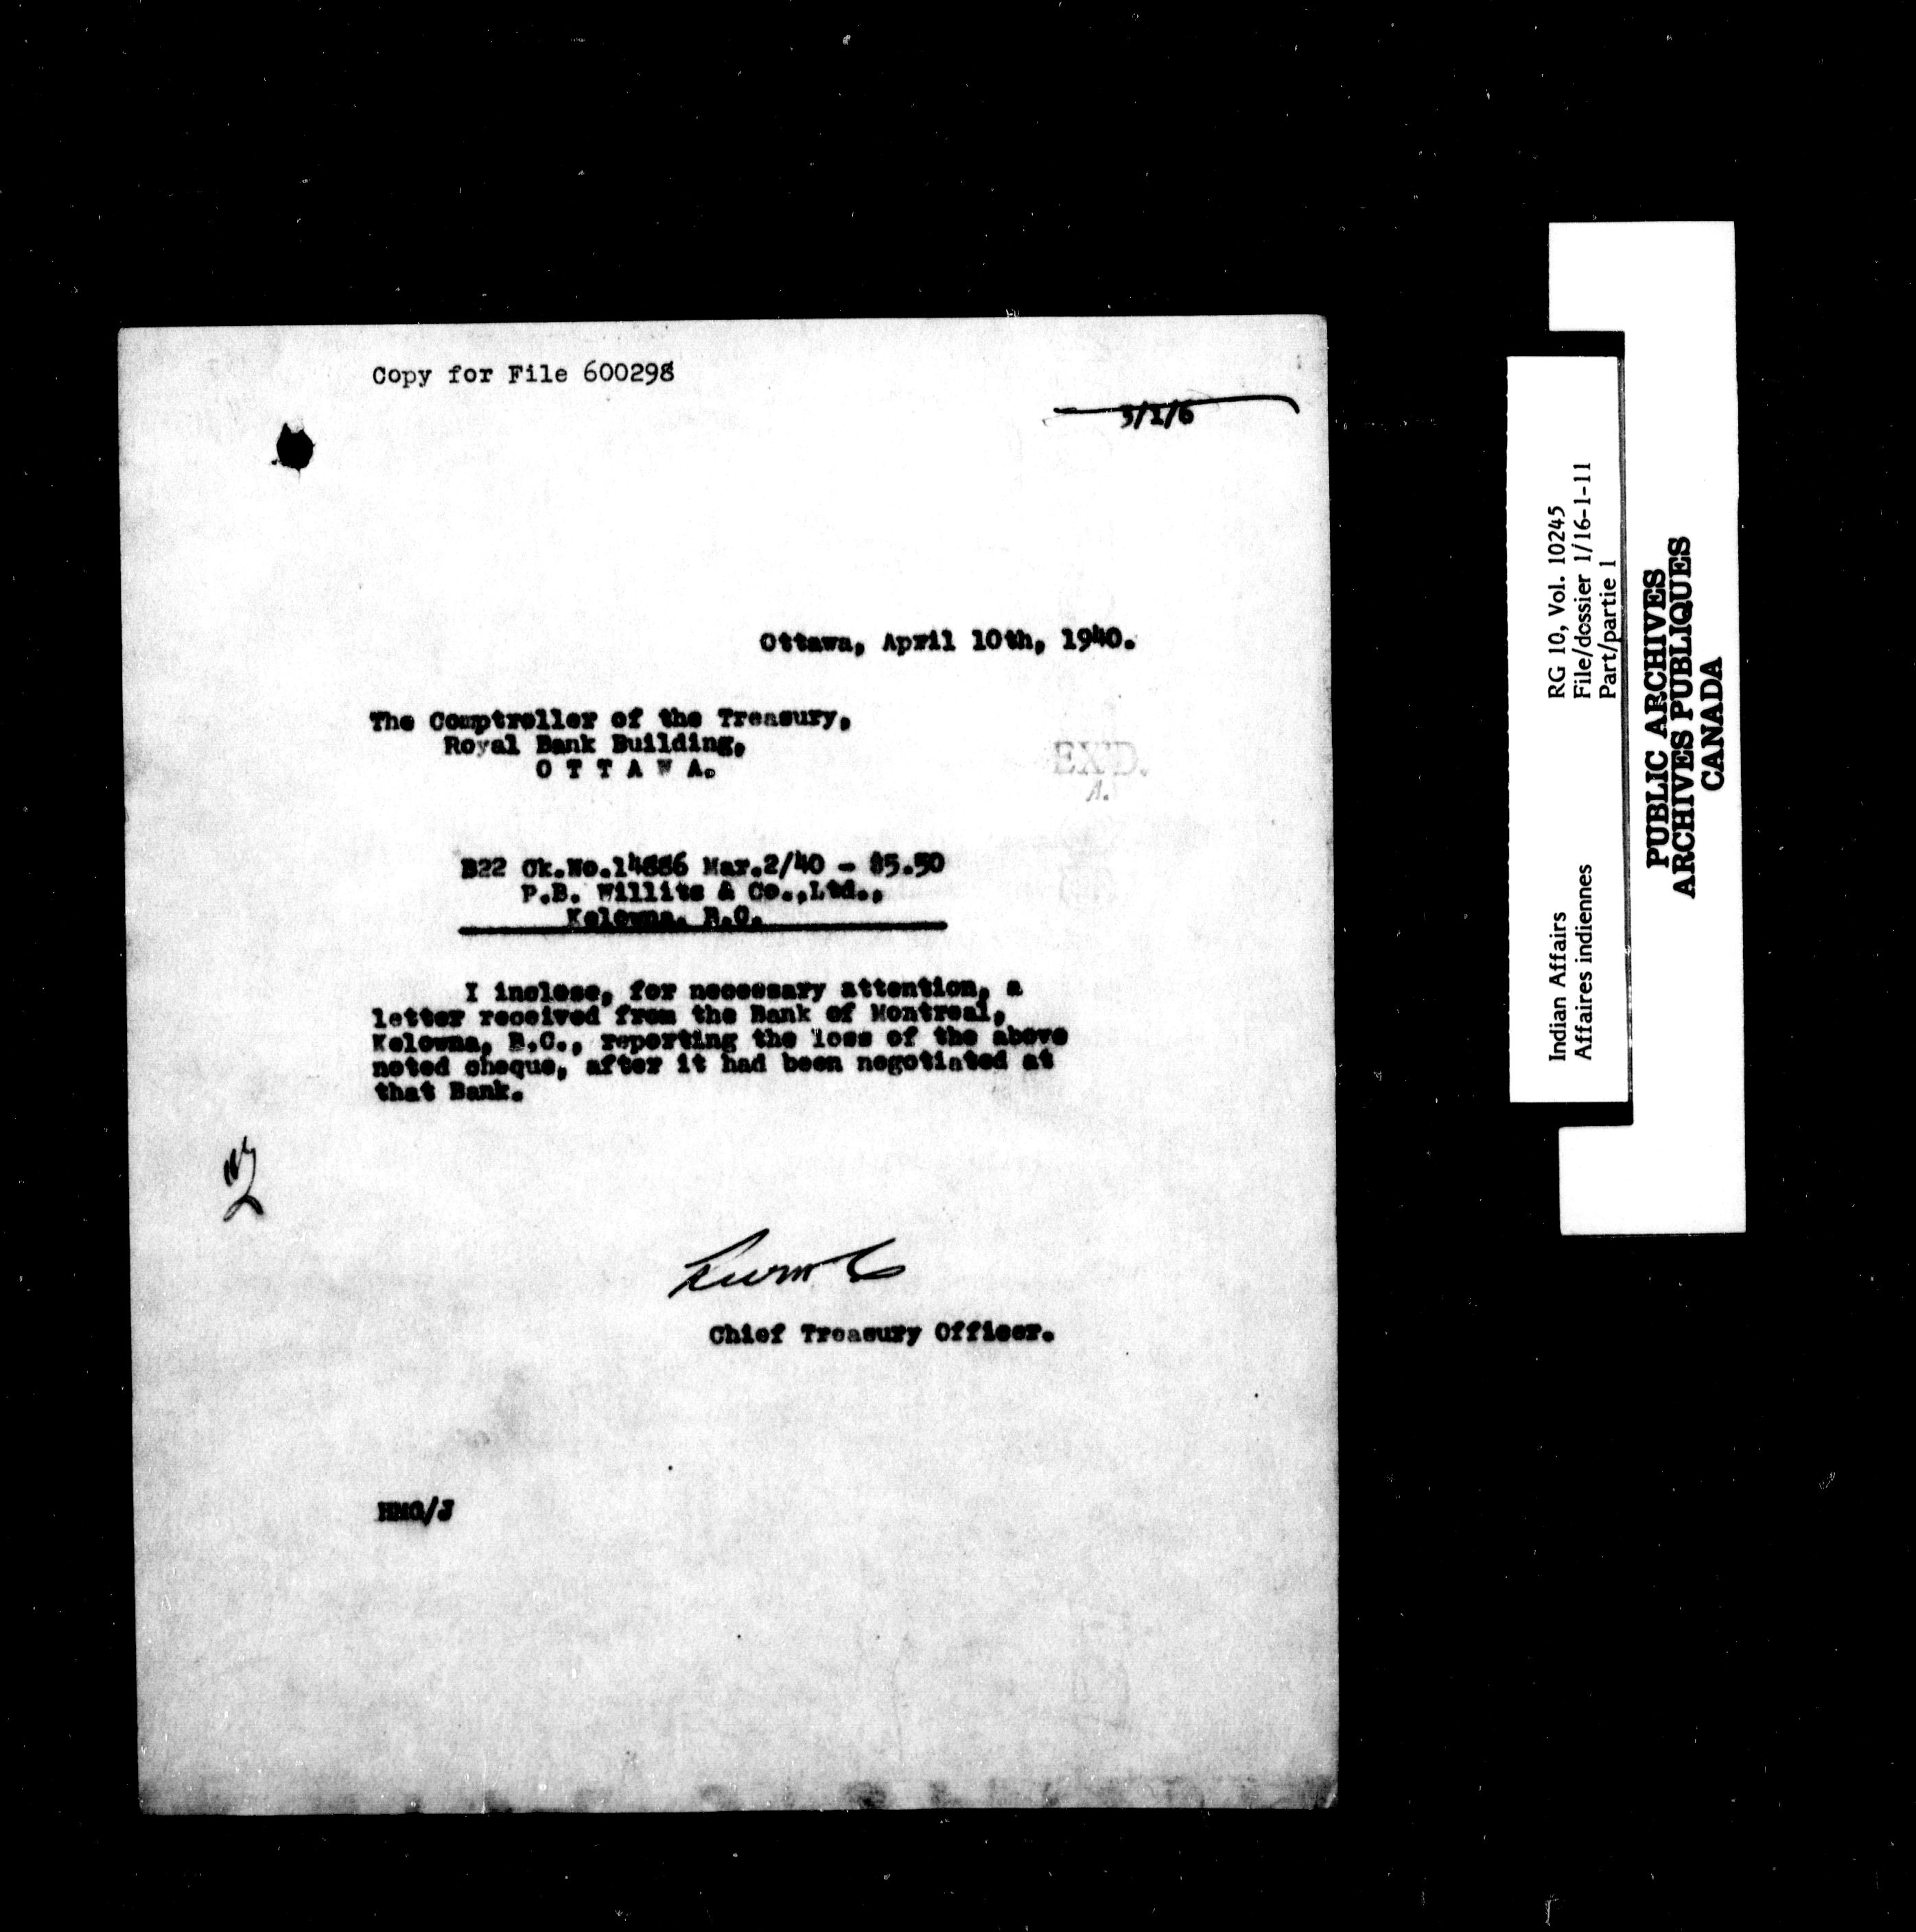 Copy for File 600298
3/1/6
Ottawa, April 10th, 1940.
The Comptroller of the Treasury,
Royal Bank Building,
O T T A W A.
EX'D.
A.
B22 Ck.No.14886 Mar.2/40 - $5.50
P.B. Willits & Co.,Ltd.,
Kelowna, B.C.
I inclose, for necessary attention, a
letter received from the Bank of Montreal,
Kelowna, B.C., reporting the loss of the above
noted cheque, after it had been negotiated at
that Bank.
Chief Treasury Officer.
HMG/J
Indian Affairs
Affaires indiennes
RG 10, Vol. 10245
File/dossier 1/16-1-11
Part/partie 1
PUBLIC ARCHIVES
ARCHIVES PUBLIQUES
CANADA